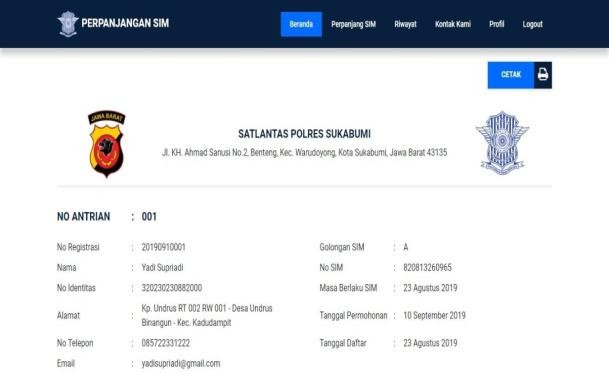 PERPANJANGAN SIM Beranda Perpanjang SIM Riwayat Kontak Kami Profil Logout
CETAK
JAWA BARAT
SATLANTAS POLRES SUKABUMI
Jl. KH. Ahmad Sanusi No.2, Benteng, Kec. Warudoyong, Kota Sukabumi, Jawa Barat 43135
NO ANTRIAN : 001
No Registrasi : 20190910001 Golongan SIM : A
Nama : Yadi Supriadi No SIM : 820813260965
No Identitas : 320230230882000 Masa Berlaku SIM : 23 Agustus 2019
Alamat : Kp. Undrus RT 002 RW 001 - Desa Undrus
Binangun - Kec. Kadudampit Tanggal Permohonan : 10 September 2019
No Telepon : 085722331222 Tanggal Daftar : 23 Agustus 2019
Email : yadisupriadi@gmail.com